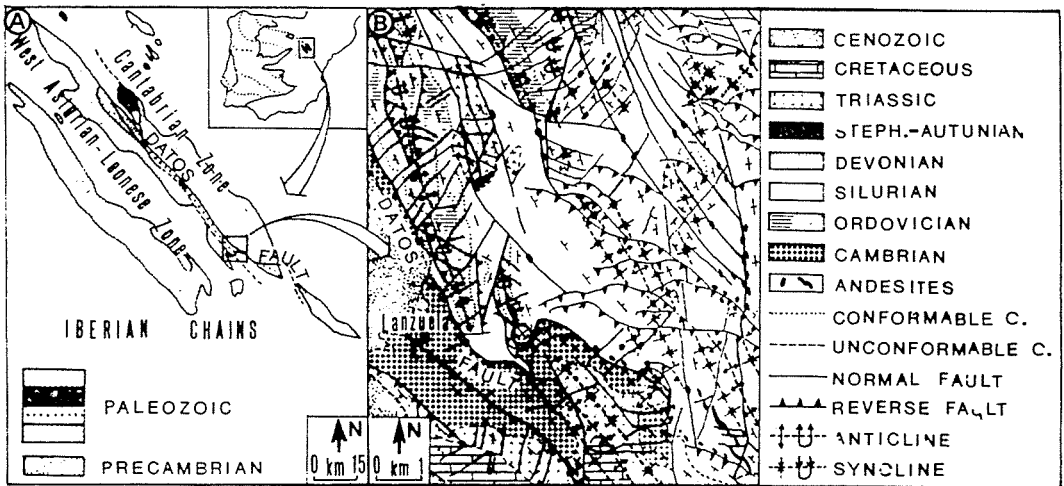 A
West Asturian-Leonese Zone
Cantabrian Zone
DATOS
FAULT
IBERIAN CHAINS
PALEOZOIC
PRECAMBRIAN
N
0 km 15
B
DATOS
Lanzuela
FAULT
N
0 km 1
CENOZOIC
CRETACEOUS
TRIASSIC
STEPH.-AUTUNIAN
DEVONIAN
SILURIAN
ORDOVICIAN
CAMBRIAN
ANDESITES
CONFORMABLE C.
UNCONFORMABLE C.
NORMAL FAULT
REVERSE FAULT
ANTICLINE
SYNCLINE